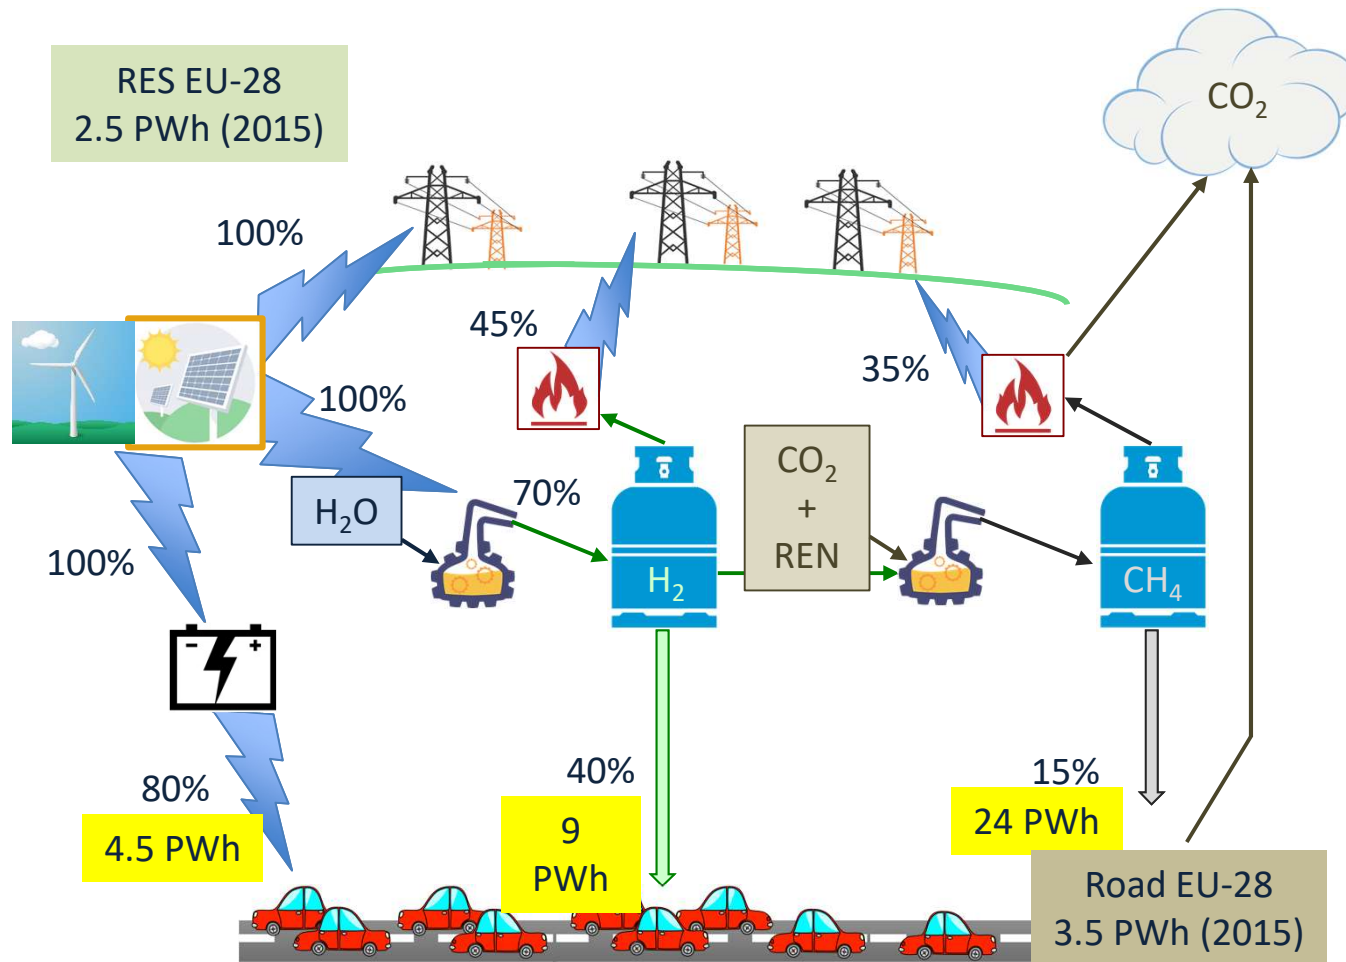 RES EU-28
2.5 PWh (2015)
CO₂
100%
45%
35%
100%
CO₂
+
REN
H₂O
70%
100%
H₂
CH₄
- +
80%
4.5 PWh
40%
9
PWh
15%
24 PWh
Road EU-28
3.5 PWh (2015)